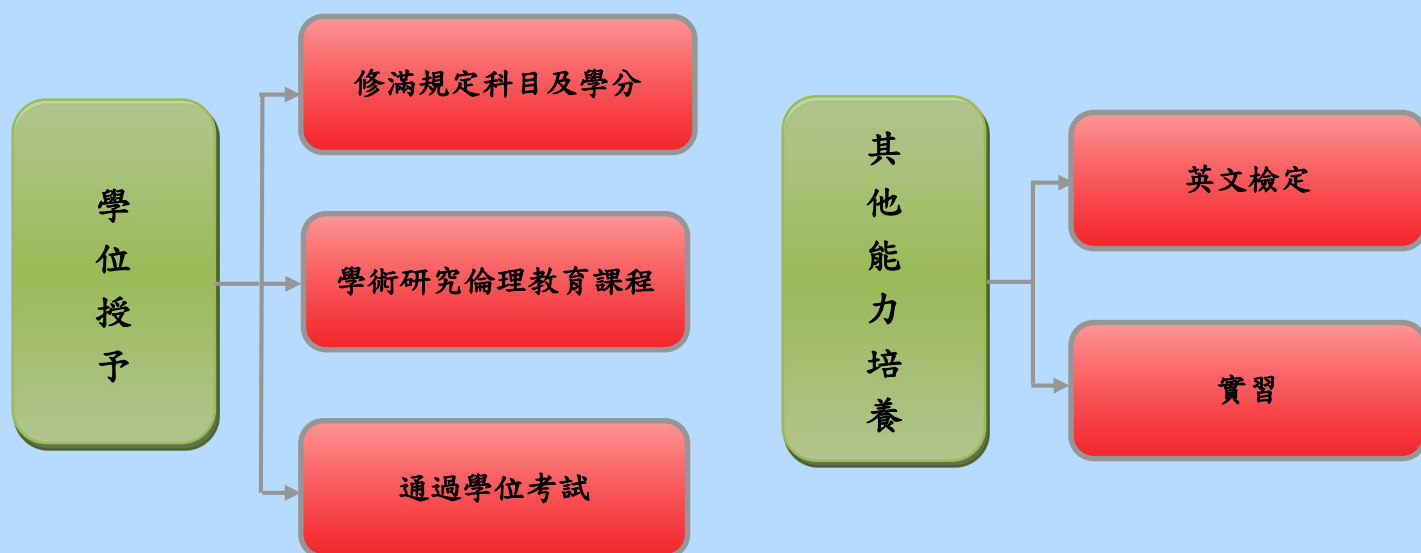 學位授予
修滿規定科目及學分
學術研究倫理教育課程
通過學位考試
其他能力培養
英文檢定
實習